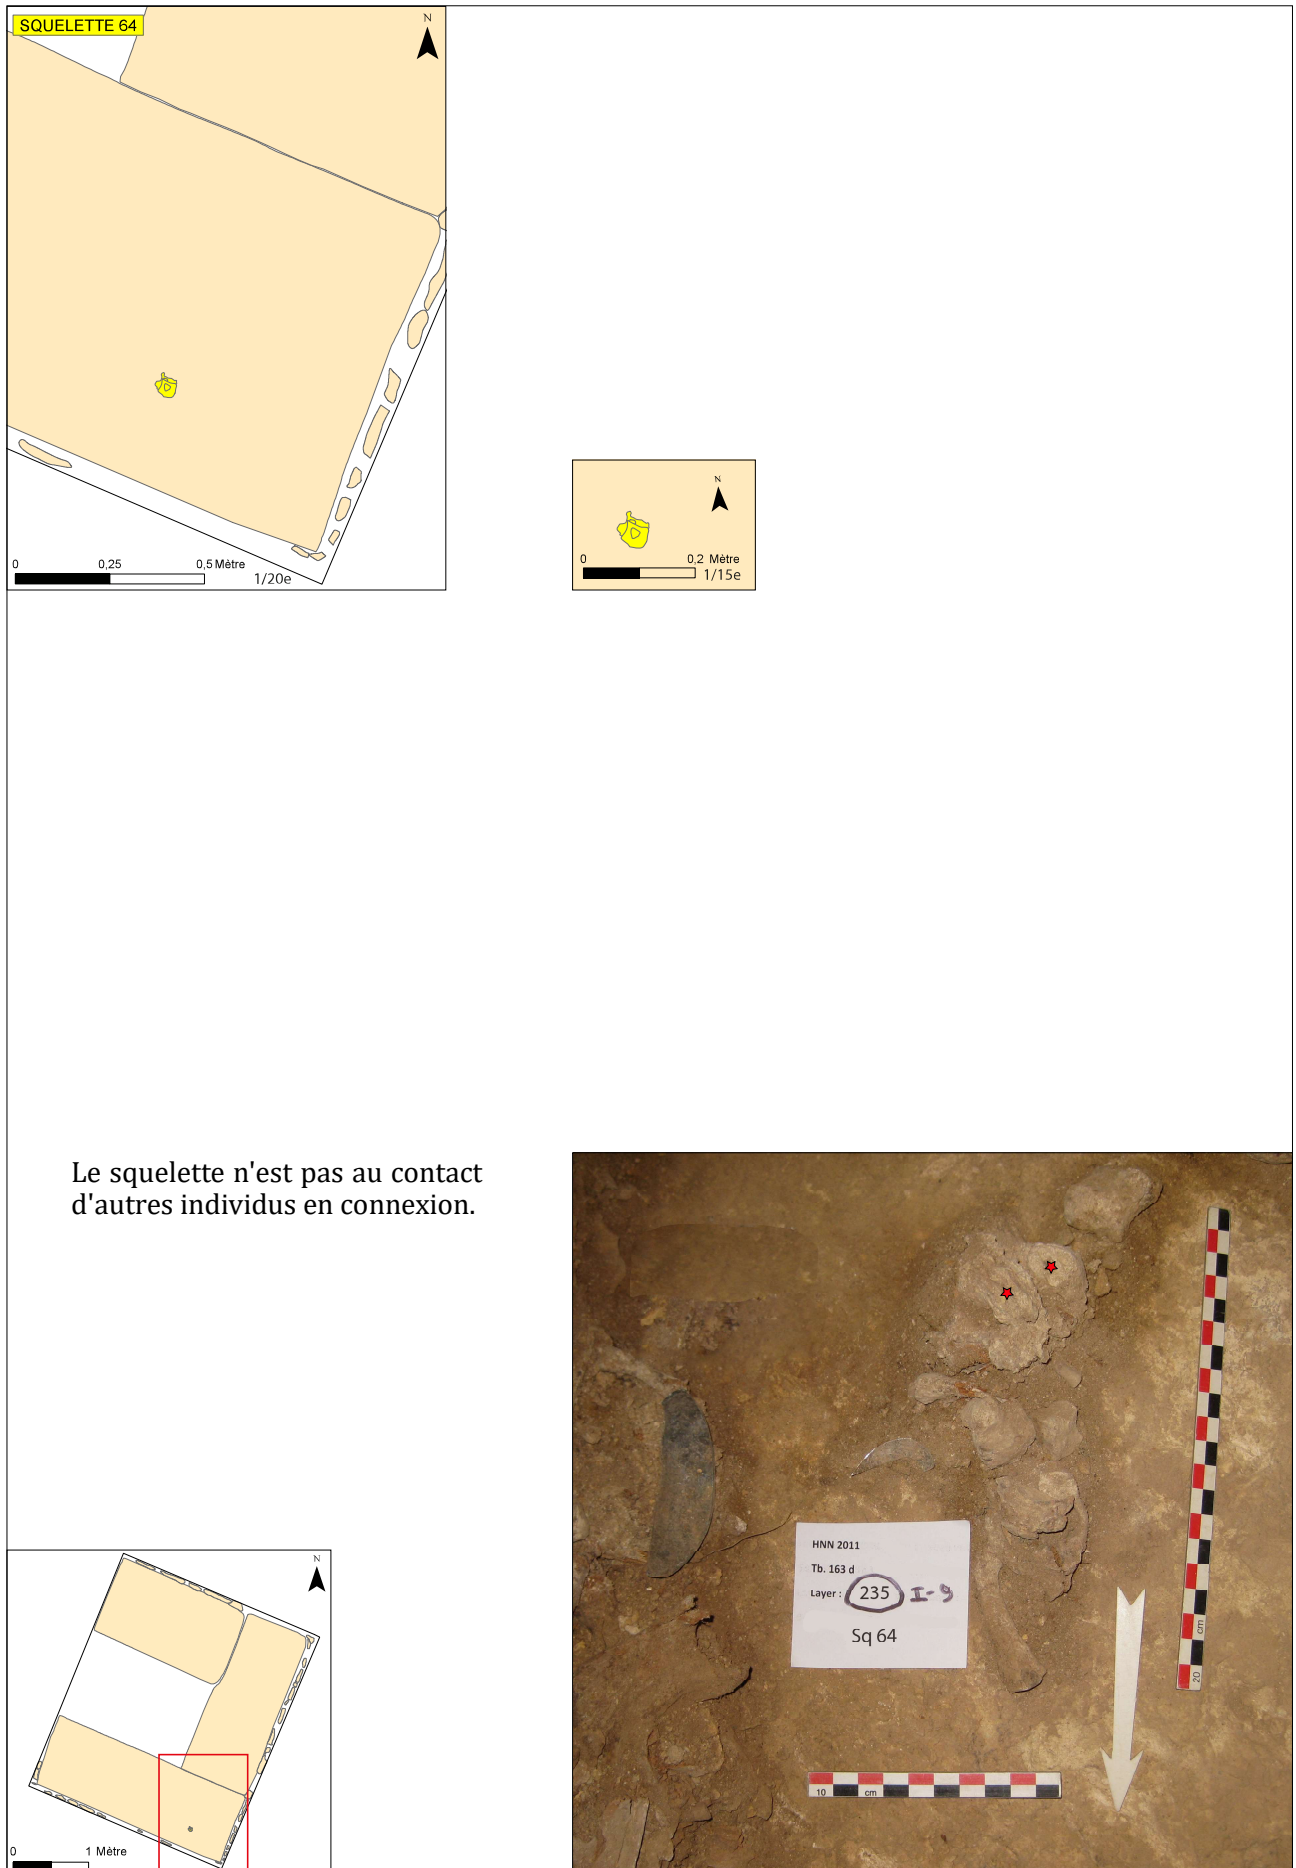 SQUELETTE 64
N
0 0,25 0,5 Mètre
1/20e
N
0 0,2 Mètre
1/15e
Le squelette n'est pas au contact
d'autres individus en connexion.
HNN 2011
Tb. 163 d
Layer : 235 I-9
Sq 64
cm
20
10 cm
N
0 1 Mètre